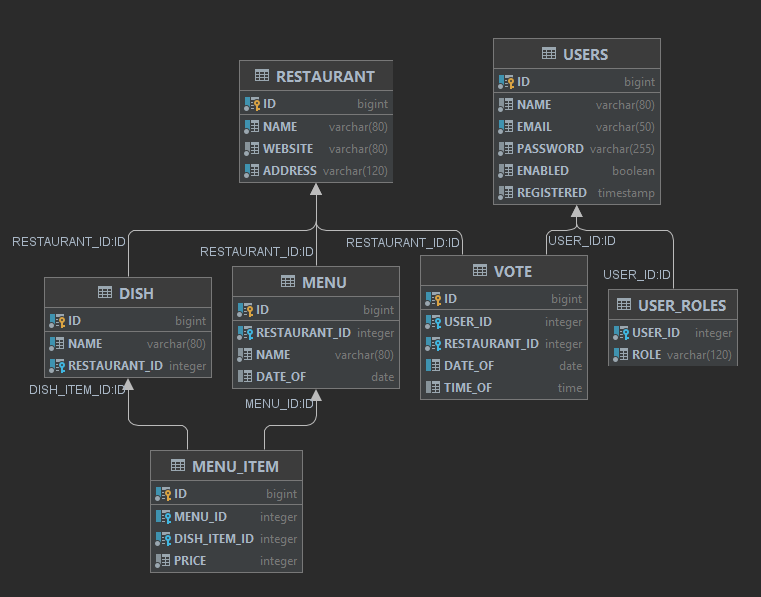 RESTAURANT
ID bigint
NAME varchar(80)
WEBSITE varchar(80)
ADDRESS varchar(120)
USERS
ID bigint
NAME varchar(80)
EMAIL varchar(50)
PASSWORD varchar(255)
ENABLED boolean
REGISTERED timestamp
RESTAURANT_ID:ID
RESTAURANT_ID:ID
RESTAURANT_ID:ID
USER_ID:ID
USER_ID:ID
DISH
ID bigint
NAME varchar(80)
RESTAURANT_ID integer
MENU
ID bigint
RESTAURANT_ID integer
NAME varchar(80)
DATE_OF date
VOTE
ID bigint
USER_ID integer
RESTAURANT_ID integer
DATE_OF date
TIME_OF time
USER_ROLES
USER_ID integer
ROLE varchar(120)
DISH_ITEM_ID:ID
MENU_ID:ID
MENU_ITEM
ID bigint
MENU_ID integer
DISH_ITEM_ID integer
PRICE integer